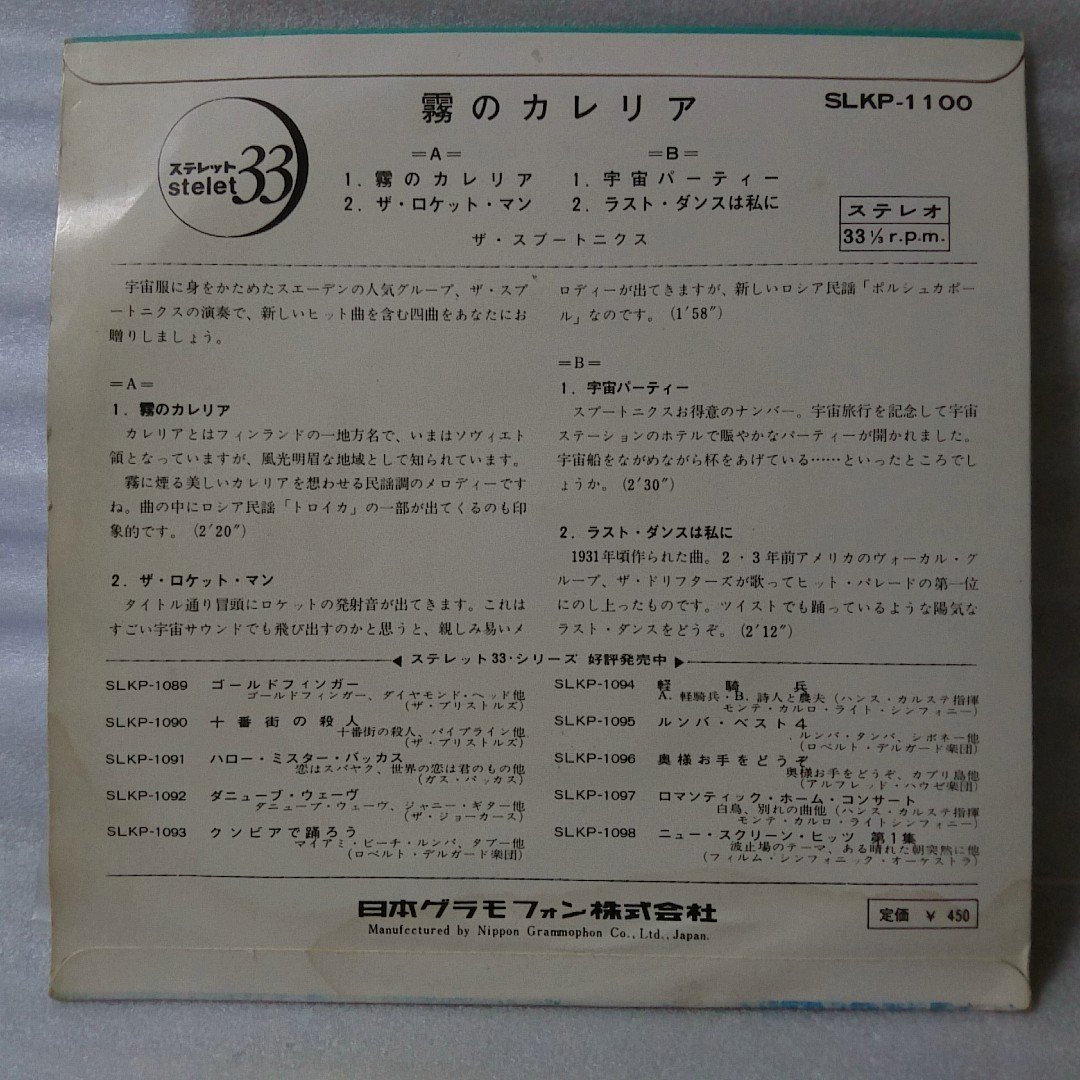 霧のカレリア
SLKP-1100
ステレット
stelet 33
=A=
1. 霧のカレリア
2. ザ・ロケット・マン
=B=
1. 宇宙パーティー
2. ラスト・ダンスは私に
ザ・スプートニクス
ステレオ
33 1/3 r.p.m.
宇宙服に身をかためたスエーデンの人気グループ、ザ・スプ
ートニクスの演奏で、新しいヒット曲を含む四曲をあなたにお
贈りしましょう。
=A=
1. 霧のカレリア
カレリアとはフィンランドの一地方名で、いまはソヴィエト
領となっていますが、風光明眉な地域として知られています。
霧に煙る美しいカレリアを想わせる民謡調のメロディーです
ね。曲の中にロシア民謡「トロイカ」の一部が出てくるのも印
象的です。(2′20″)
2. ザ・ロケット・マン
タイトル通り冒頭にロケットの発射音が出てきます。これは
すごい宇宙サウンドでも飛び出すのかと思うと、親しみ易いメ
ロディーが出てきますが、新しいロシア民謡「ポルシュカポー
ル」なのです。(1′58″)
=B=
1. 宇宙パーティー
スプートニクスお得意のナンバー。宇宙旅行を記念して宇宙
ステーションのホテルで賑やかなパーティーが開かれました。
宇宙船をながめながら杯をあげている……といったところでし
ょうか。(2′30″)
2. ラスト・ダンスは私に
1931年頃作られた曲。2・3年前アメリカのヴォーカル・グ
ループ、ザ・ドリフターズが歌ってヒット・パレードの第一位
にのし上ったものです。ツイストでも踊っているような陽気な
ラスト・ダンスをどうぞ。(2′12″)
◀ ステレット33・シリーズ 好評発売中 ▶
SLKP-1089 ゴールドフィンガー
ゴールドフィンガー、ダイヤモンド・ヘッド他
(ザ・ブリストルズ)
SLKP-1090 十番街の殺人
十番街の殺人、パイプライン他
(ザ・ブリストルズ)
SLKP-1091 ハロー・ミスター・バッカス
恋はスバヤク、世界の恋は君のもの他
(ガス・バッカス)
SLKP-1092 ダニューブ・ウェーヴ
ダニューブ・ウェーヴ、ジャニー・ギター他
(ザ・ジョーカース)
SLKP-1093 クンビアで踊ろう
マイアミ・ビーチ・ルンバ、タブー他
(ロベルト・デルガード楽団)
SLKP-1094 軽騎兵
A. 軽騎兵・B. 詩人と農夫(ハンス・カルステ指揮
モンテ・カルロ・ライト・シンフォニー)
SLKP-1095 ルンバ・ベスト4
ルンバ・タンバ、シボネー他
(ロベルト・デルガード楽団)
SLKP-1096 奥様お手をどうぞ
奥様お手をどうぞ、カプリ島他
(アルフレッド・ハウゼ楽団)
SLKP-1097 ロマンティック・ホーム・コンサート
白鳥、別れの曲他(ハンス・カルステ指揮
モンテ・カルロ・ライトシンフォニー)
SLKP-1098 ニュー・スクリーン・ヒッツ 第1集
波止場のテーマ、ある晴れた朝突然に他
(フィルム・シンフォニック・オーケストラ)
日本グラモフォン株式会社
Manufectured by Nippon Grammophon Co., Ltd., Japan.
定価 ¥ 450